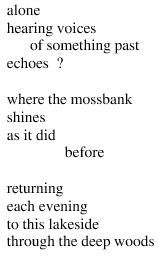 alone
hearing voices
of something past
echoes ?

where the mossbank
shines
as it did
before

returning
each evening
to this lakeside
through the deep woods